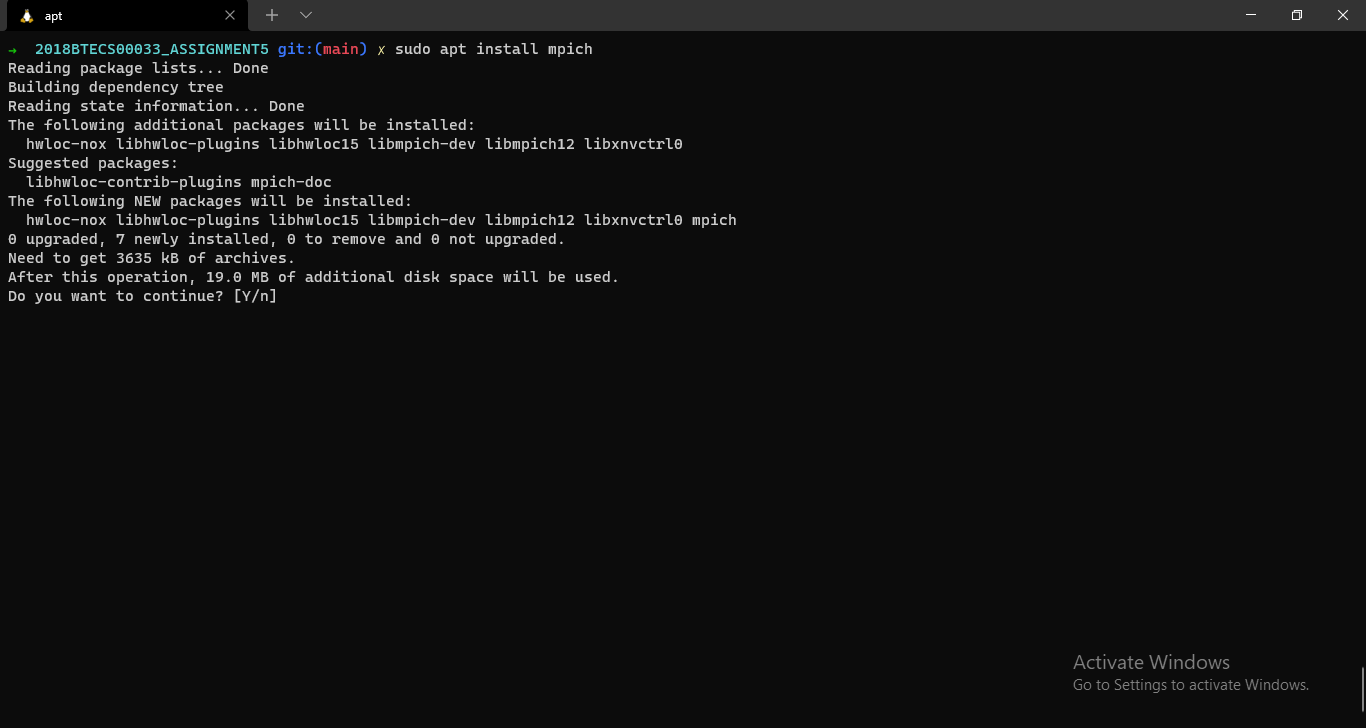 apt
→ 2018BTECS00033_ASSIGNMENT5 git:(main) ✗ sudo apt install mpich
Reading package lists... Done
Building dependency tree
Reading state information... Done
The following additional packages will be installed:
  hwloc-nox libhwloc-plugins libhwloc15 libmpich-dev libmpich12 libxnvctrl0
Suggested packages:
  libhwloc-contrib-plugins mpich-doc
The following NEW packages will be installed:
  hwloc-nox libhwloc-plugins libhwloc15 libmpich-dev libmpich12 libxnvctrl0 mpich
0 upgraded, 7 newly installed, 0 to remove and 0 not upgraded.
Need to get 3635 kB of archives.
After this operation, 19.0 MB of additional disk space will be used.
Do you want to continue? [Y/n]
Activate Windows
Go to Settings to activate Windows.